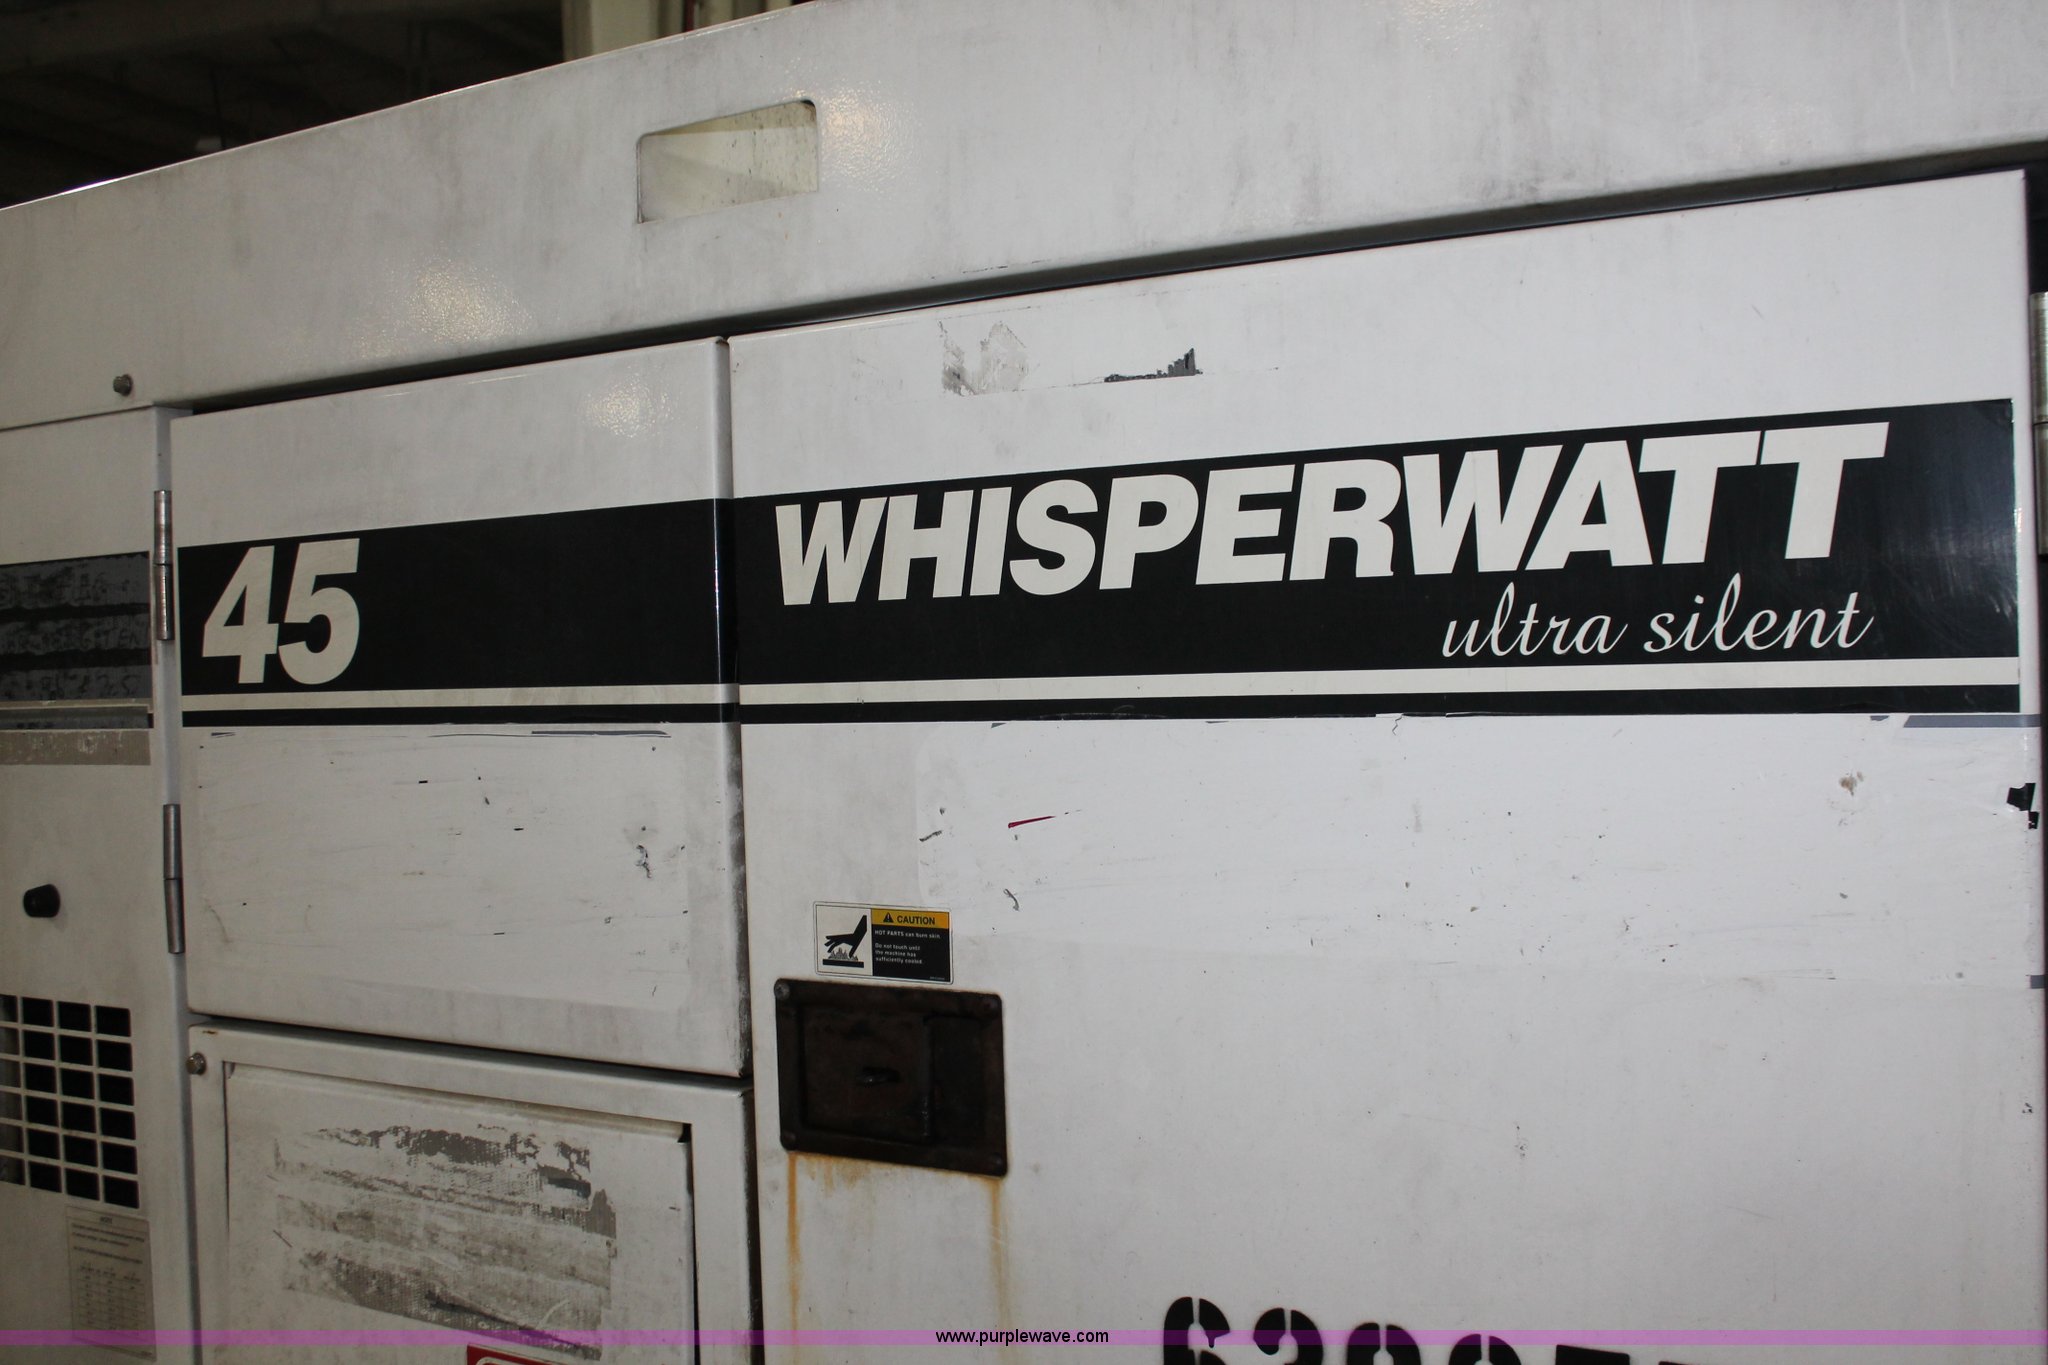 45
WHISPERWATT
ultra silent
CAUTION
HOT PARTS can burn skin.
Do not touch until
the machine has
sufficiently cooled.
www.purplewave.com